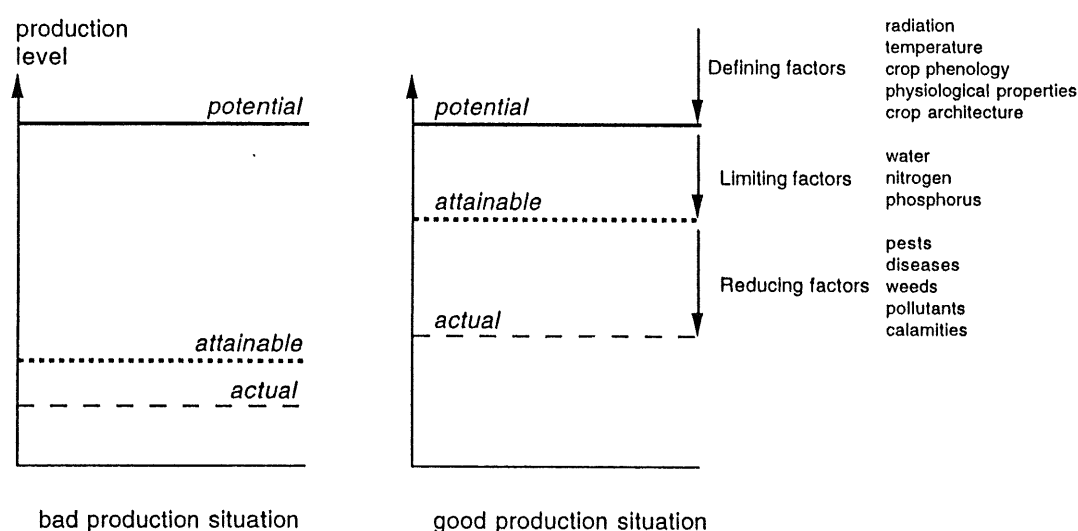 production
level
potential
attainable
actual
bad production situation
potential
attainable
actual
good production situation
Defining factors
radiation
temperature
crop phenology
physiological properties
crop architecture
Limiting factors
water
nitrogen
phosphorus
Reducing factors
pests
diseases
weeds
pollutants
calamities